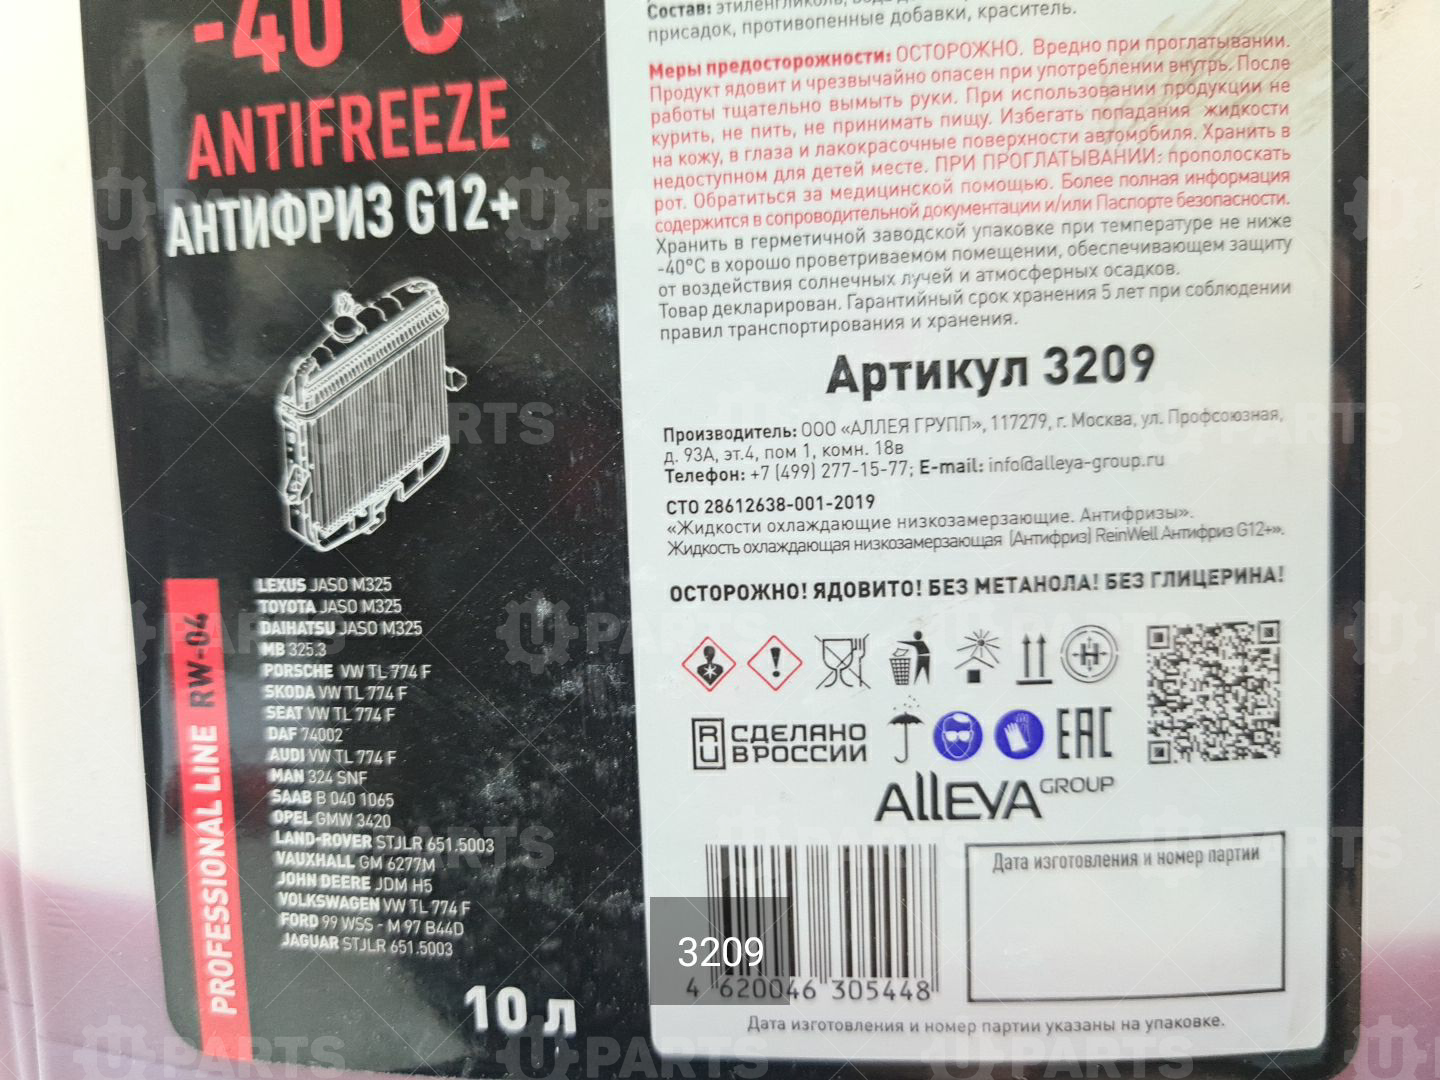 -40°C
ANTIFREEZE
АНТИФРИЗ G12+
PROFESSIONAL LINE RW-04
LEXUS JASO M325
TOYOTA JASO M325
DAIHATSU JASO M325
MB 325.3
PORSCHE VW TL 774 F
SKODA VW TL 774 F
SEAT VW TL 774 F
DAF 74002
AUDI VW TL 774 F
MAN 324 SNF
SAAB B 040 1065
OPEL GMW 3420
LAND-ROVER STJLR 651.5003
VAUXHALL GM 6277M
JOHN DEERE JDM H5
VOLKSWAGEN VW TL 774 F
FORD 99 WSS - M 97 B44D
JAGUAR STJLR 651.5003
10 л
Состав: этиленгликоль, вода
присадок, противопенные добавки, краситель.
Меры предосторожности: ОСТОРОЖНО. Вредно при проглатывании.
Продукт ядовит и чрезвычайно опасен при употреблении внутрь. После
работы тщательно вымыть руки. При использовании продукции не
курить, не пить, не принимать пищу. Избегать попадания жидкости
на кожу, в глаза и лакокрасочные поверхности автомобиля. Хранить в
недоступном для детей месте. ПРИ ПРОГЛАТЫВАНИИ: прополоскать
рот. Обратиться за медицинской помощью. Более полная информация
содержится в сопроводительной документации и/или Паспорте безопасности.
Хранить в герметичной заводской упаковке при температуре не ниже
-40°С в хорошо проветриваемом помещении, обеспечивающем защиту
от воздействия солнечных лучей и атмосферных осадков.
Товар декларирован. Гарантийный срок хранения 5 лет при соблюдении
правил транспортирования и хранения.
Артикул 3209
Производитель: ООО «АЛЛЕЯ ГРУПП», 117279, г. Москва, ул. Профсоюзная,
д. 93А, эт.4, пом 1, комн. 18в
Телефон: +7 (499) 277-15-77; E-mail: info@alleya-group.ru
СТО 28612638-001-2019
«Жидкости охлаждающие низкозамерзающие. Антифризы».
Жидкость охлаждающая низкозамерзающая (Антифриз) ReinWell Антифриз G12+».
ОСТОРОЖНО! ЯДОВИТО! БЕЗ МЕТАНОЛА! БЕЗ ГЛИЦЕРИНА!
RU СДЕЛАНО
В РОССИИ
EAC
AllEYA GROUP
Дата изготовления и номер партии
3209
4 620046 305448
Дата изготовления и номер партии указаны на упаковке.
U PARTS